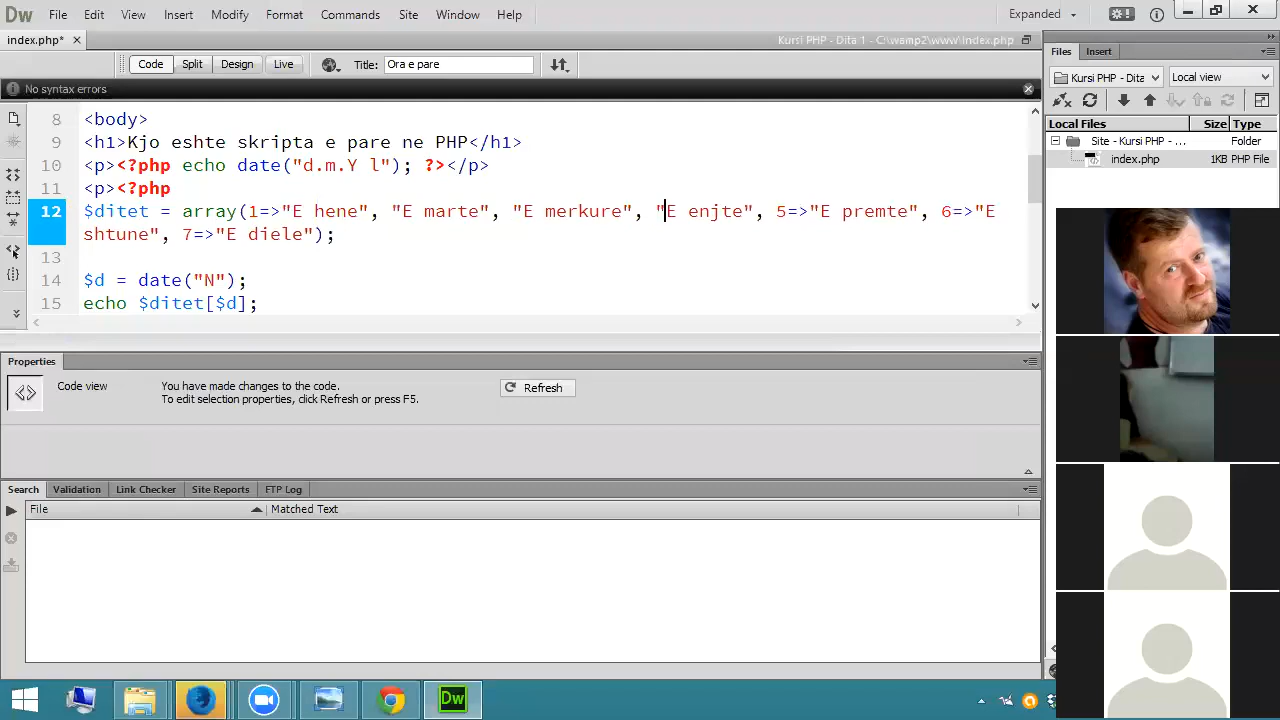 Dw File Edit View Insert Modify Format Commands Site Window Help Expanded
index.php* Kursi PHP - Dita 1 - C:\wamp2\www\index.php
Code Split Design Live Title: Ora e pare
No syntax errors
8 <body>
9 <h1>Kjo eshte skripta e pare ne PHP</h1>
10 <p><?php echo date("d.m.Y l"); ?></p>
11 <p><?php
12 $ditet = array(1=>"E hene", "E marte", "E merkure", "E enjte", 5=>"E premte", 6=>"E
shtune", 7=>"E diele");
13
14 $d = date("N");
15 echo $ditet[$d];
Properties
Code view You have made changes to the code.
To edit selection properties, click Refresh or press F5.
Refresh
Search Validation Link Checker Site Reports FTP Log
File Matched Text
Files Insert
Kursi PHP - Dita Local view
Local Files Size Type
Site - Kursi PHP - ... Folder
index.php 1KB PHP File
Dw